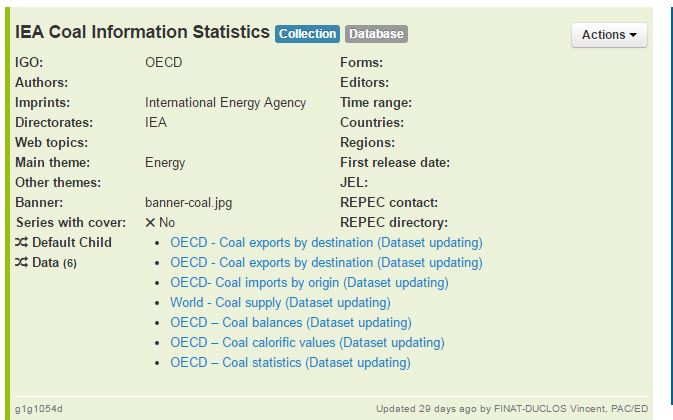 IEA Coal Information Statistics Collection Database
Actions
IGO: OECD Forms:
Authors: Editors:
Imprints: International Energy Agency Time range:
Directorates: IEA Countries:
Web topics: Regions:
Main theme: Energy First release date:
Other themes: JEL:
Banner: banner-coal.jpg REPEC contact:
Series with cover: No REPEC directory:
Default Child
• OECD - Coal exports by destination (Dataset updating)
Data (6)
• OECD - Coal exports by destination (Dataset updating)
• OECD- Coal imports by origin (Dataset updating)
• World - Coal supply (Dataset updating)
• OECD – Coal balances (Dataset updating)
• OECD – Coal calorific values (Dataset updating)
• OECD – Coal statistics (Dataset updating)
g1g1054d Updated 29 days ago by FINAT-DUCLOS Vincent, PAC/ED